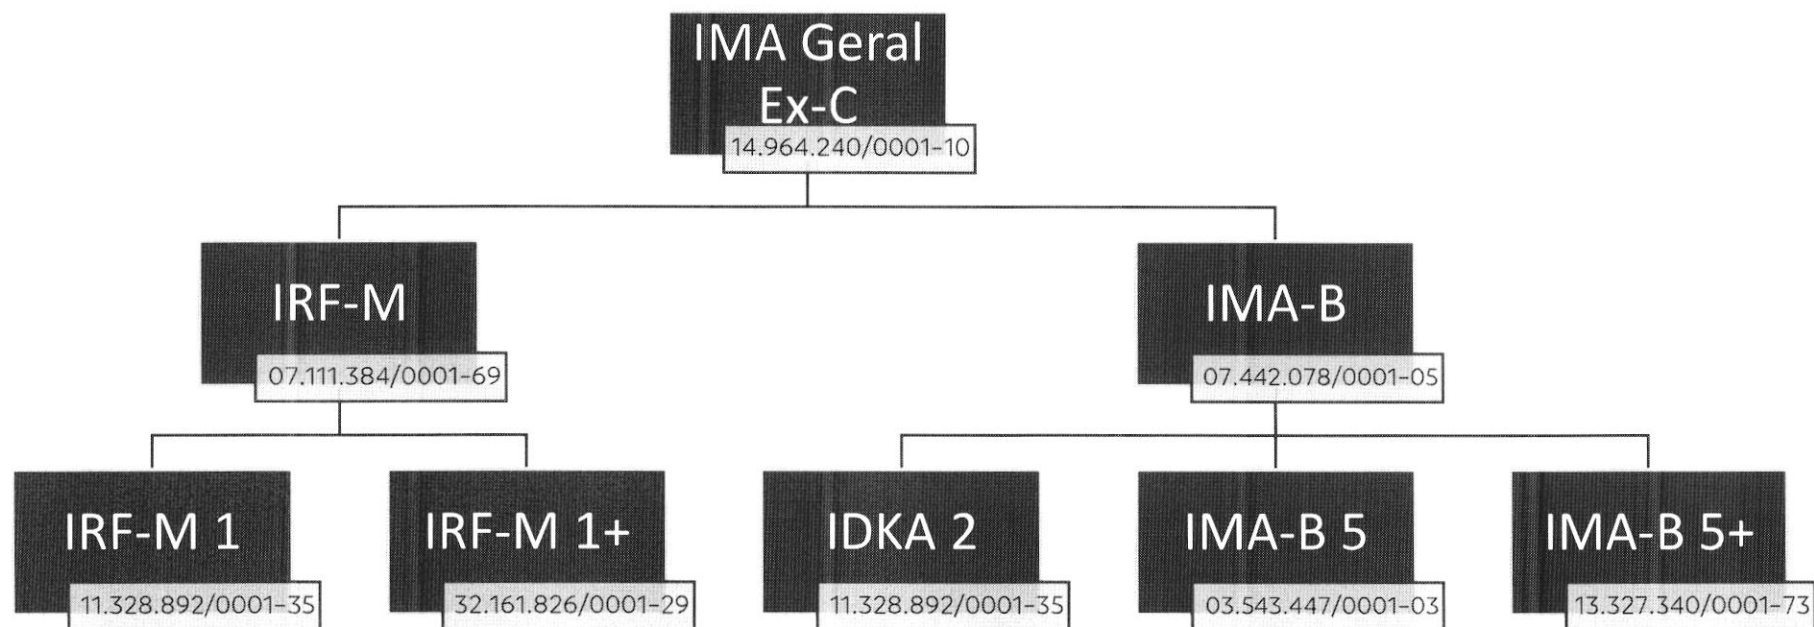 IMA Geral
Ex-C
14.964.240/0001-10
IRF-M
07.111.384/0001-69
IMA-B
07.442.078/0001-05
IRF-M 1
11.328.892/0001-35
IRF-M 1+
32.161.826/0001-29
IDKA 2
11.328.892/0001-35
IMA-B 5
03.543.447/0001-03
IMA-B 5+
13.327.340/0001-73